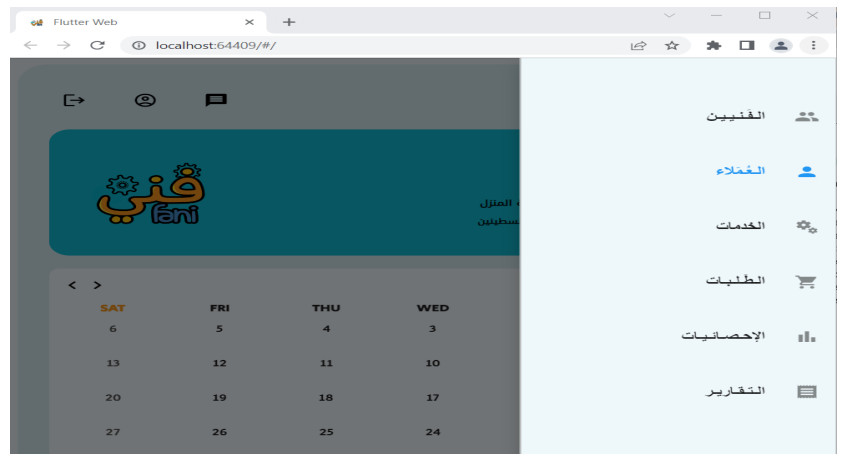 Flutter Web
localhost:64409/#/
الفَنيين
العُمَلاء
الخدمات
الطَلبات
الإحصائيات
التقارير
فني
fani
المنزل
< >
SAT FRI THU WED
6 5 4 3
13 12 11 10
20 19 18 17
27 26 25 24